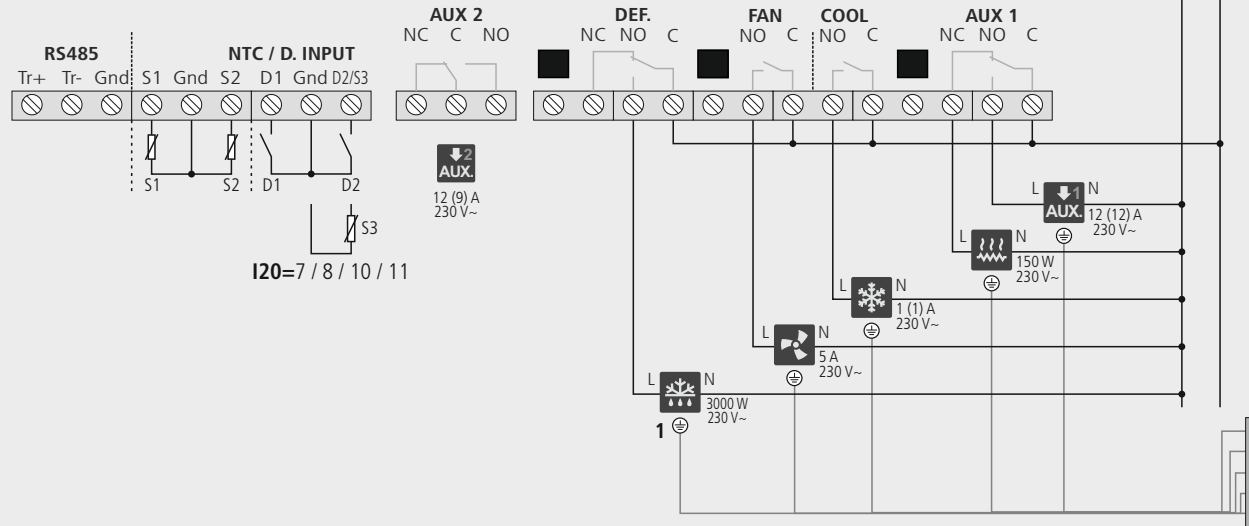 AUX 2 DEF. FAN COOL AUX 1
NC C NO NC NO C NO C NO C NC NO C
RS485 NTC / D. INPUT
Tr+ Tr- Gnd S1 Gnd S2 D1 Gnd D2/S3
S1 S2 D1 D2
2
AUX.
12 (9) A
230 V~
S3
I20=7 / 8 / 10 / 11
L 1 N
AUX.
12 (12) A
230 V~
L N
150 W
230 V~
L N
1 (1) A
230 V~
L N
5 A
230 V~
L N
3000 W
230 V~
1